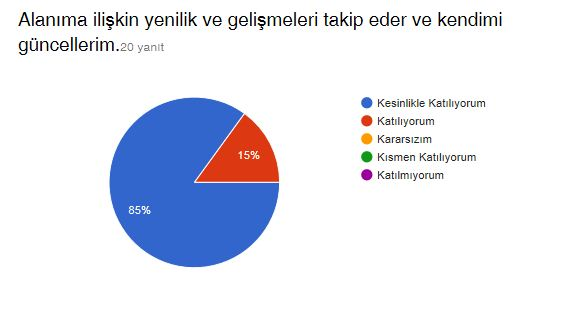 Alanıma ilişkin yenilik ve gelişmeleri takip eder ve kendimi
güncellerim.20 yanıt
Kesinlikle Katılıyorum
Katılıyorum
Kararsızım
Kısmen Katılıyorum
Katılmıyorum
15%
85%